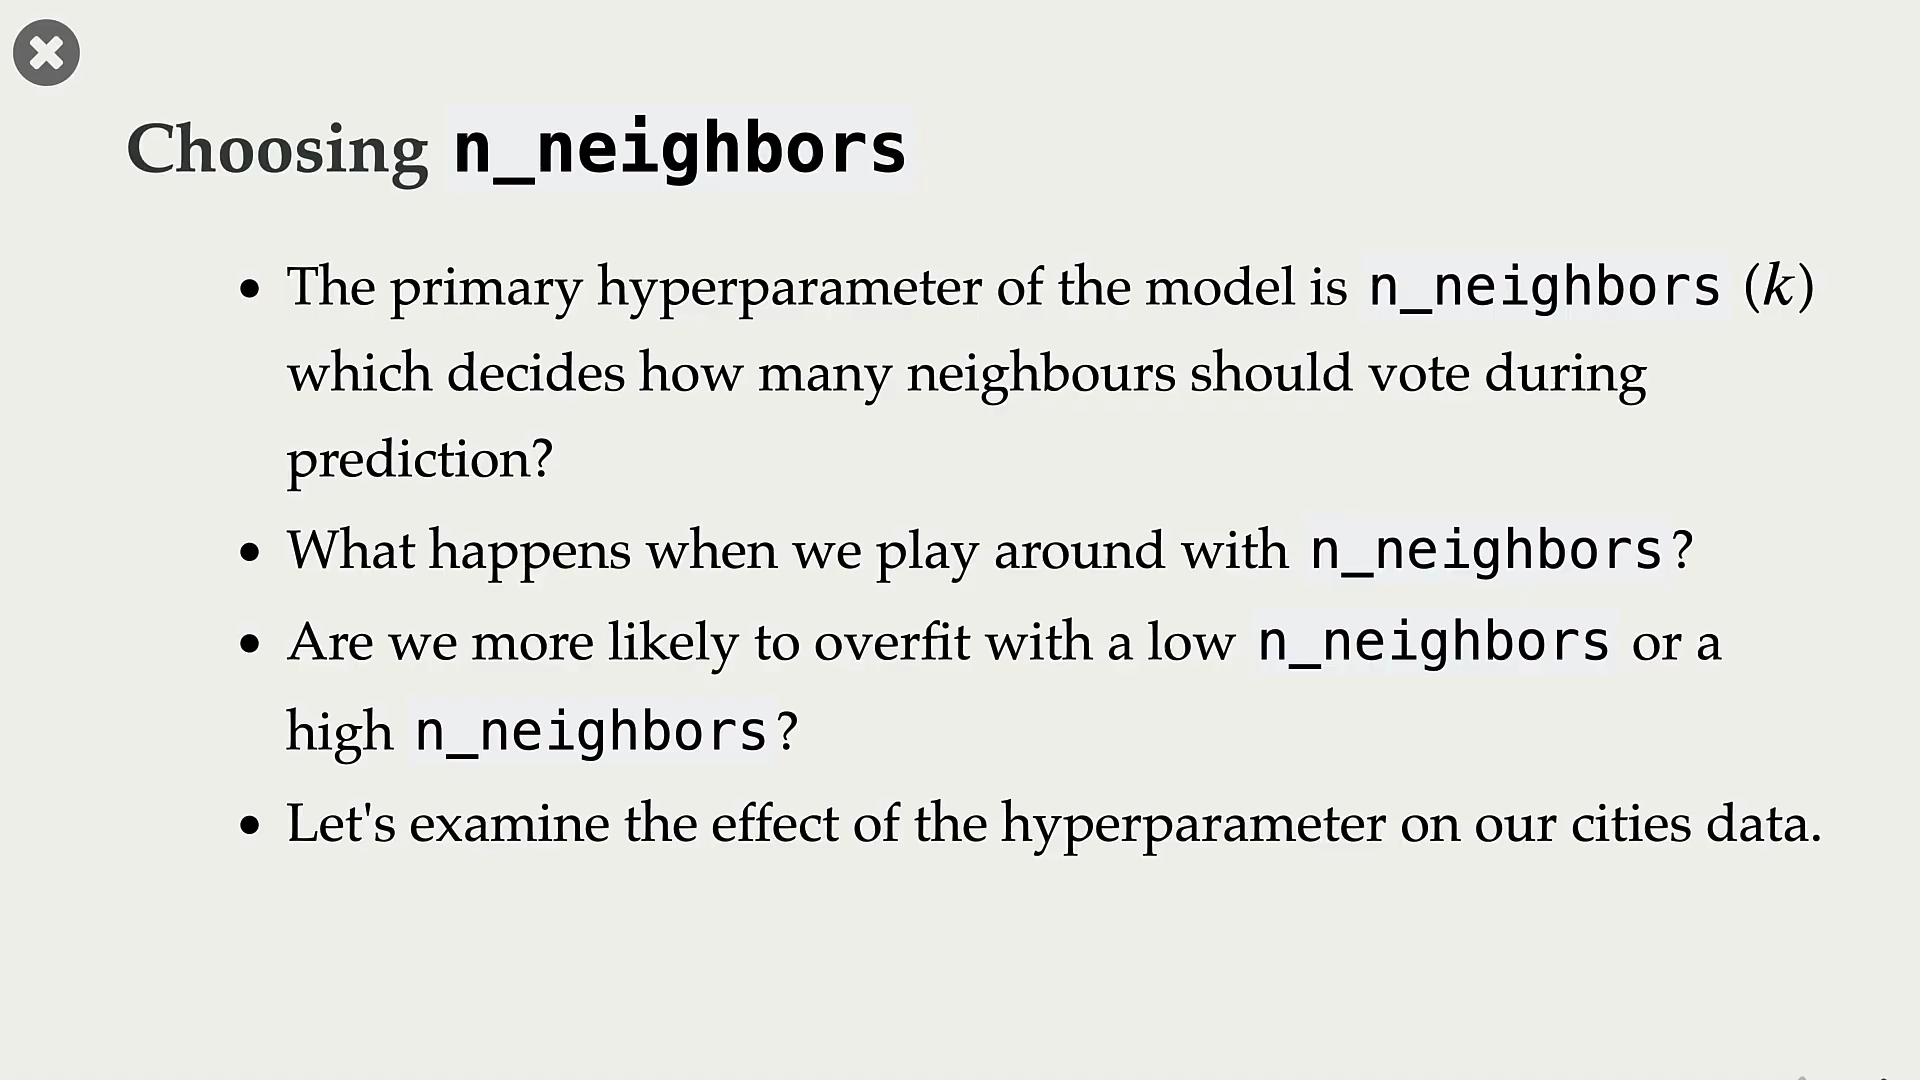 Choosing n_neighbors
• The primary hyperparameter of the model is n_neighbors (k)
which decides how many neighbours should vote during
prediction?
• What happens when we play around with n_neighbors?
• Are we more likely to overfit with a low n_neighbors or a
high n_neighbors?
• Let's examine the effect of the hyperparameter on our cities data.